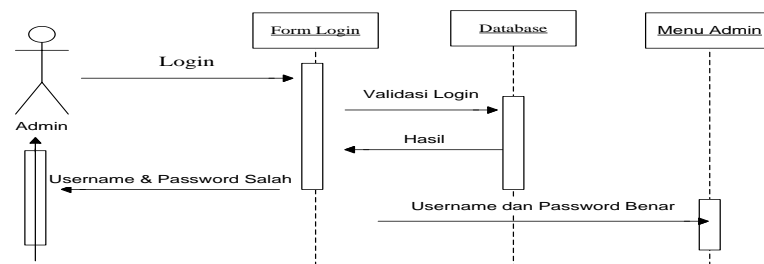 Form Login
Database
Menu Admin
Login
Validasi Login
Admin
Hasil
Username & Password Salah
Username dan Password Benar